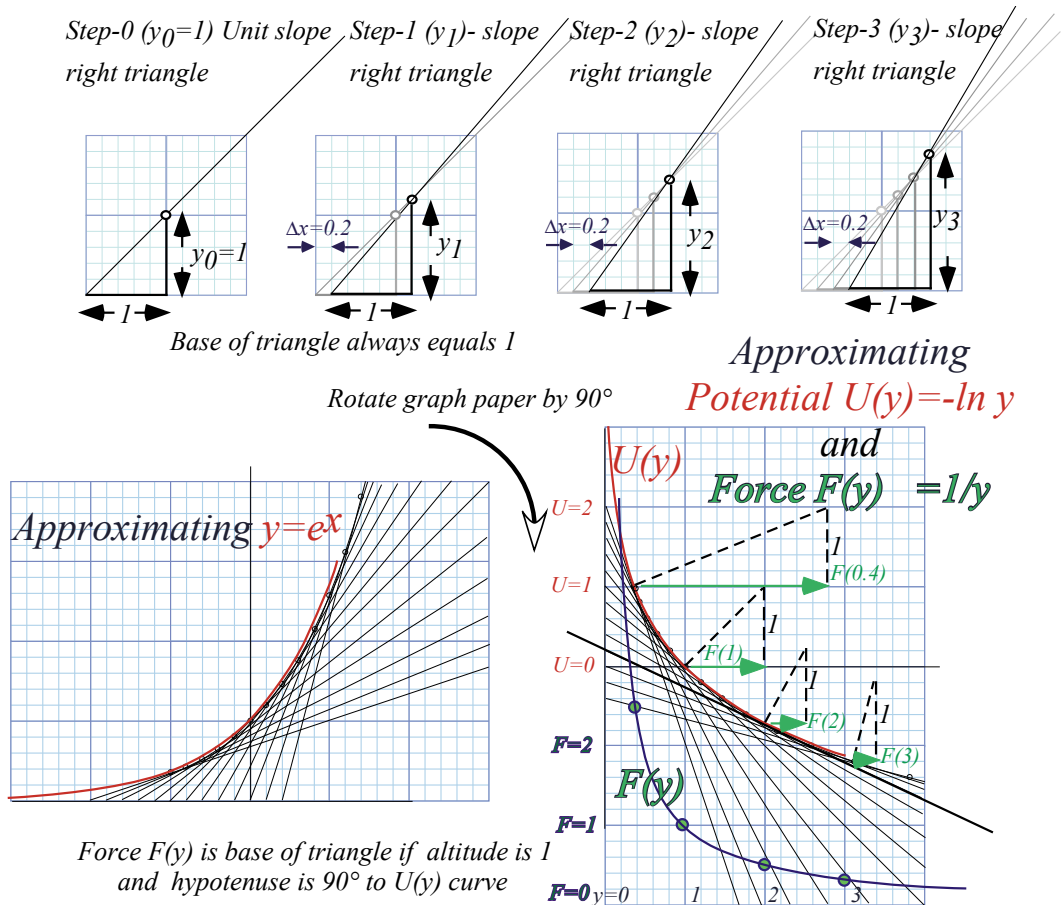 Step-0 (y0=1) Unit slope
right triangle
Step-1 (y1)- slope
right triangle
Step-2 (y2)- slope
right triangle
Step-3 (y3)- slope
right triangle
y0=1
1
Δx=0.2
y1
1
Δx=0.2
y2
1
Δx=0.2
y3
1
Base of triangle always equals 1
Approximating
Potential U(y)=-ln y
and
Force F(y) =1/y
Rotate graph paper by 90°
Approximating y=e^x
U(y)
U=2
1
U=1
F(0.4)
1
F(1)
U=0
1
F(2)
1
F(3)
F=2
F(y)
F=1
F=0
y=0
1
2
3
Force F(y) is base of triangle if altitude is 1
and hypotenuse is 90° to U(y) curve